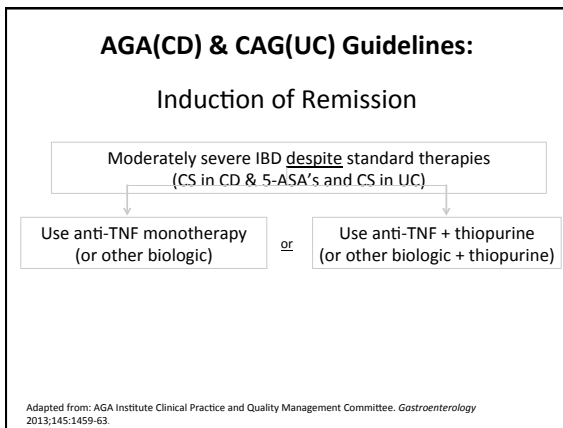 AGA(CD) & CAG(UC) Guidelines:
Induction of Remission
Moderately severe IBD despite standard therapies
(CS in CD & 5-ASA's and CS in UC)
Use anti-TNF monotherapy
(or other biologic)
or
Use anti-TNF + thiopurine
(or other biologic + thiopurine)
Adapted from: AGA Institute Clinical Practice and Quality Management Committee. Gastroenterology
2013;145:1459-63.